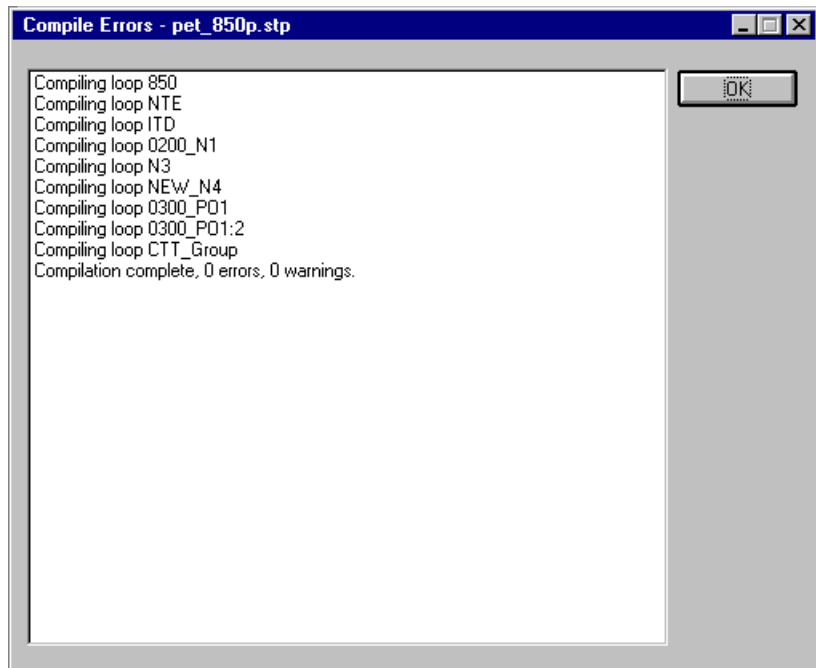 Compile Errors - pet_850p.stp
Compiling loop 850
Compiling loop NTE
Compiling loop ITD
Compiling loop 0200_N1
Compiling loop N3
Compiling loop NEW_N4
Compiling loop 0300_PO1
Compiling loop 0300_PO1:2
Compiling loop CTT_Group
Compilation complete, 0 errors, 0 warnings.
OK